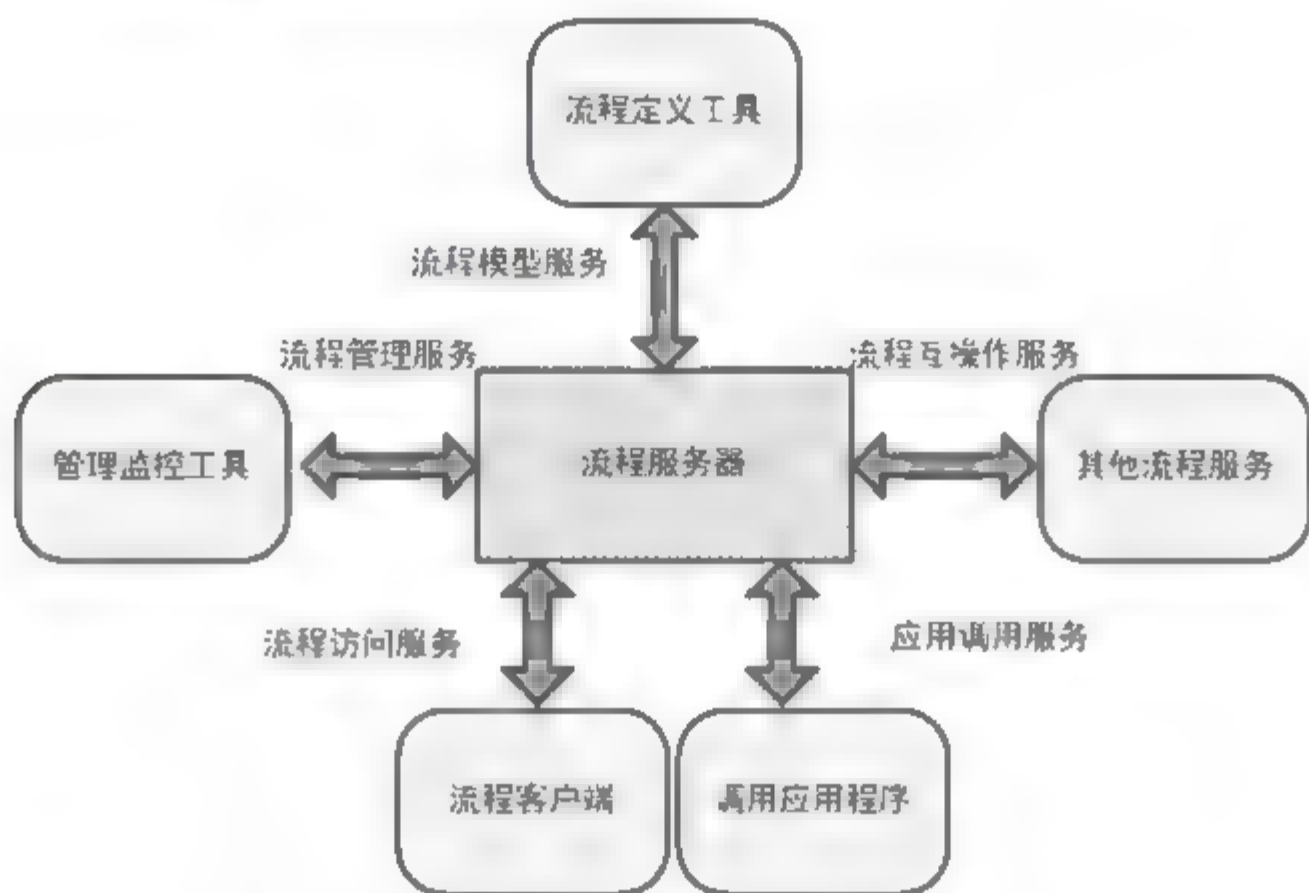 流程定义工具
流程模型服务
流程管理服务
流程互操作服务
管理监控工具
流程服务器
其他流程服务
流程访问服务
应用调用服务
流程客户端
调用应用程序